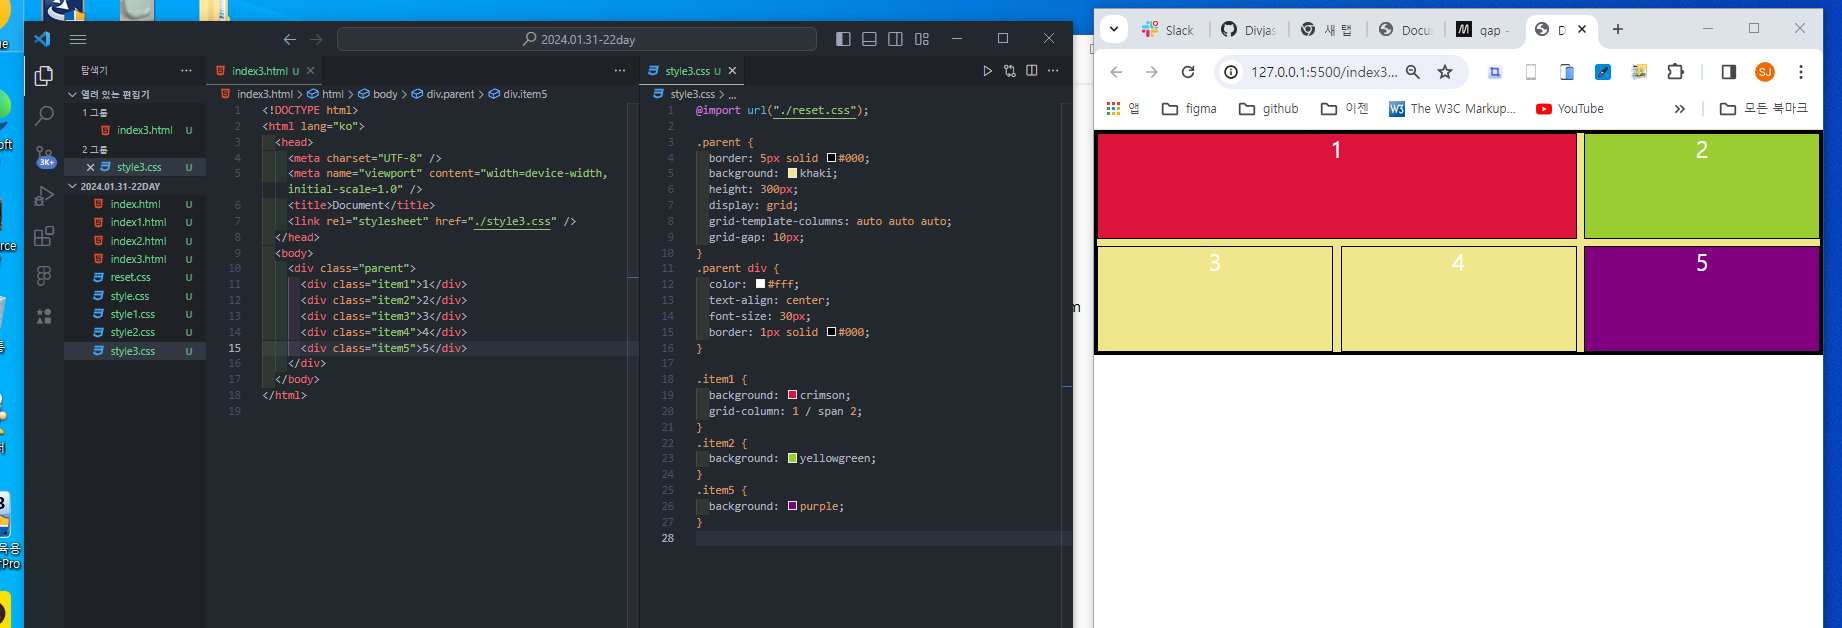 2024.01.31-22day
탐색기
열려 있는 편집기
1 그룹
index3.html U
2 그룹
style3.css U
2024.01.31-22DAY
index.html U
index1.html U
index2.html U
index3.html U
reset.css U
style.css U
style1.css U
style2.css U
style3.css U
3K+
index3.html U
index3.html > html > body > div.parent > div.item5
1 <!DOCTYPE html>
2 <html lang="ko">
3 <head>
4 <meta charset="UTF-8" />
5 <meta name="viewport" content="width=device-width,
initial-scale=1.0" />
6 <title>Document</title>
7 <link rel="stylesheet" href="./style3.css" />
8 </head>
9 <body>
10 <div class="parent">
11 <div class="item1">1</div>
12 <div class="item2">2</div>
13 <div class="item3">3</div>
14 <div class="item4">4</div>
15 <div class="item5">5</div>
16 </div>
17 </body>
18 </html>
19
style3.css U
style3.css > ...
1 @import url("./reset.css");
2
3 .parent {
4 border: 5px solid #000;
5 background: khaki;
6 height: 300px;
7 display: grid;
8 grid-template-columns: auto auto auto;
9 grid-gap: 10px;
10 }
11 .parent div {
12 color: #fff;
13 text-align: center;
14 font-size: 30px;
15 border: 1px solid #000;
16 }
17
18 .item1 {
19 background: crimson;
20 grid-column: 1 / span 2;
21 }
22 .item2 {
23 background: yellowgreen;
24 }
25 .item5 {
26 background: purple;
27 }
28
Slack
Divjas
새 탭
Docu
gap -
D
127.0.0.1:5500/index3...
SJ
앱
figma
github
이젠
W3
The W3C Markup...
YouTube
»
모든 북마크
1
2
3
4
5